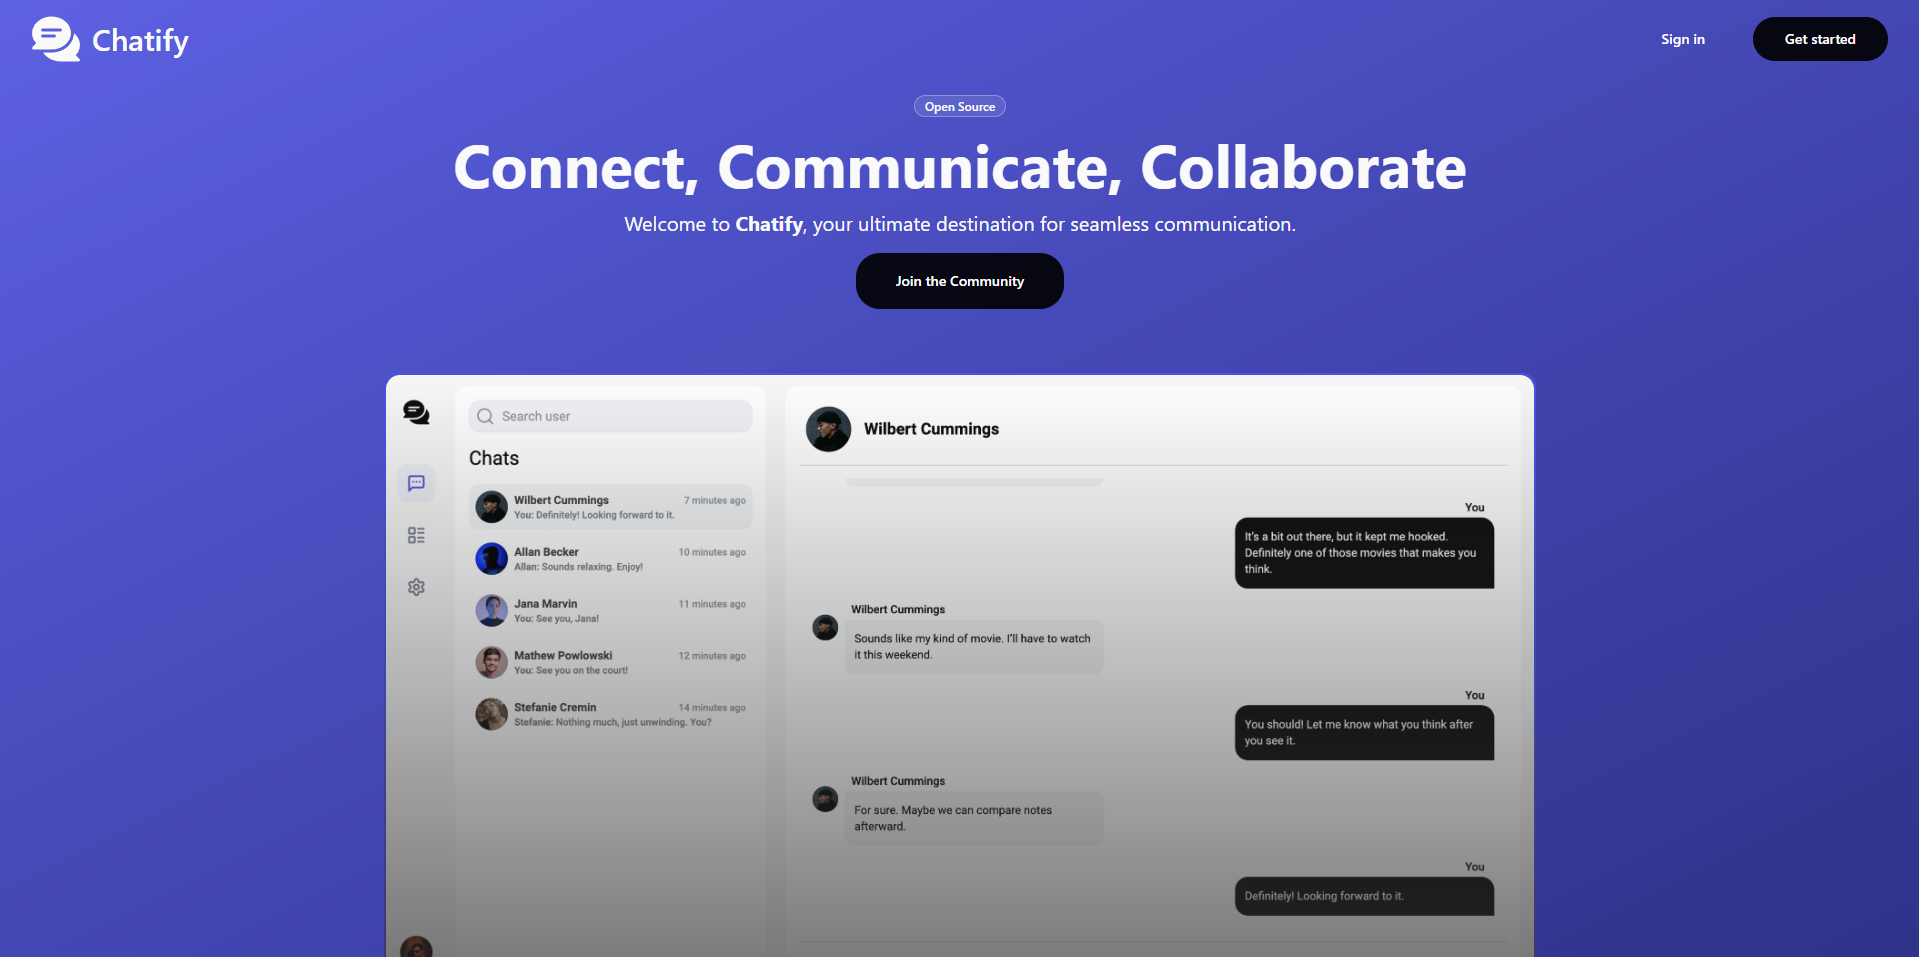 Chatify
Sign in
Get started
Open Source
Connect, Communicate, Collaborate
Welcome to Chatify, your ultimate destination for seamless communication.
Join the Community
Search user
Chats
Wilbert Cummings 7 minutes ago
You: Definitely! Looking forward to it.
Allan Becker 10 minutes ago
Allan: Sounds relaxing. Enjoy!
Jana Marvin 11 minutes ago
You: See you, Jana!
Mathew Powlowski 12 minutes ago
You: See you on the court!
Stefanie Cremin 14 minutes ago
Stefanie: Nothing much, just unwinding. You?
Wilbert Cummings
You
It's a bit out there, but it kept me hooked.
Definitely one of those movies that makes you
think.
Wilbert Cummings
Sounds like my kind of movie. I'll have to watch
it this weekend.
You
You should! Let me know what you think after
you see it.
Wilbert Cummings
For sure. Maybe we can compare notes
afterward.
You
Definitely! Looking forward to it.